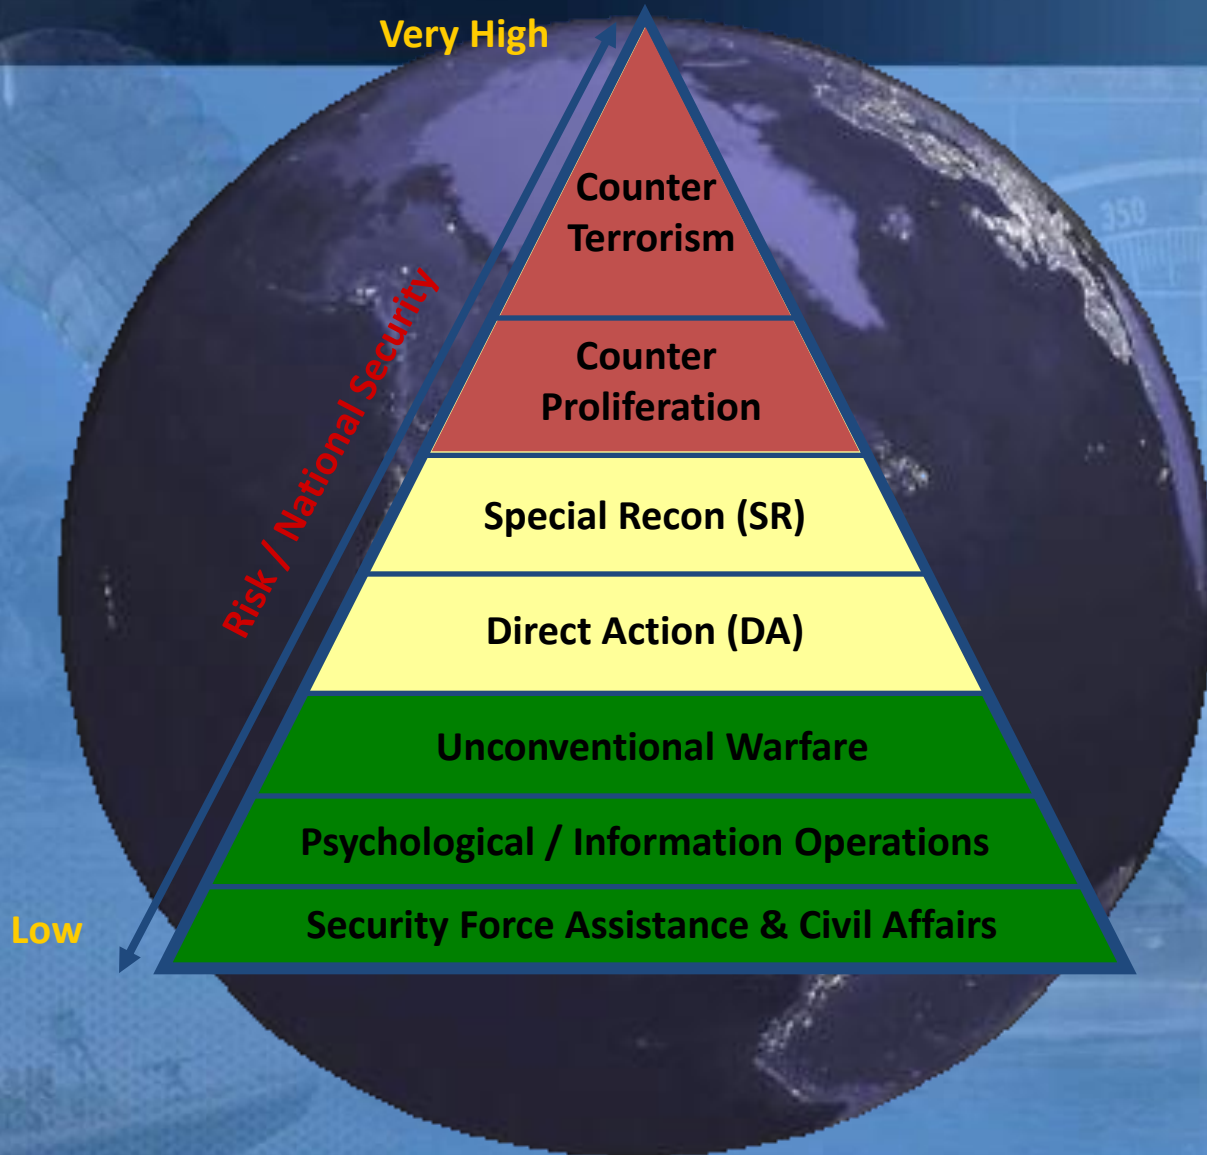 Very High
Counter
Terrorism
350
Counter
Proliferation
Risk / National Security
Special Recon (SR)
Direct Action (DA)
Unconventional Warfare
Psychological / Information Operations
Low
Security Force Assistance & Civil Affairs